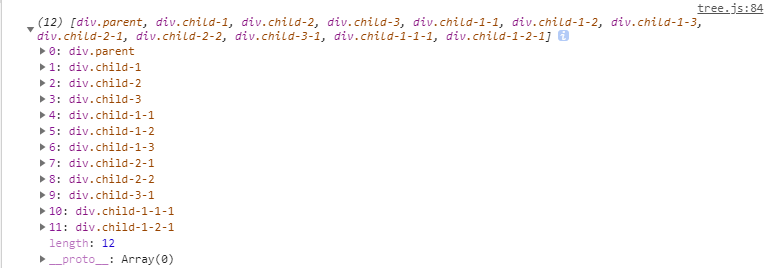 tree.js:84
(12) [div.parent, div.child-1, div.child-2, div.child-3, div.child-1-1, div.child-1-2, div.child-1-3,
div.child-2-1, div.child-2-2, div.child-3-1, div.child-1-1-1, div.child-1-2-1] i
0: div.parent
1: div.child-1
2: div.child-2
3: div.child-3
4: div.child-1-1
5: div.child-1-2
6: div.child-1-3
7: div.child-2-1
8: div.child-2-2
9: div.child-3-1
10: div.child-1-1-1
11: div.child-1-2-1
length: 12
__proto__: Array(0)